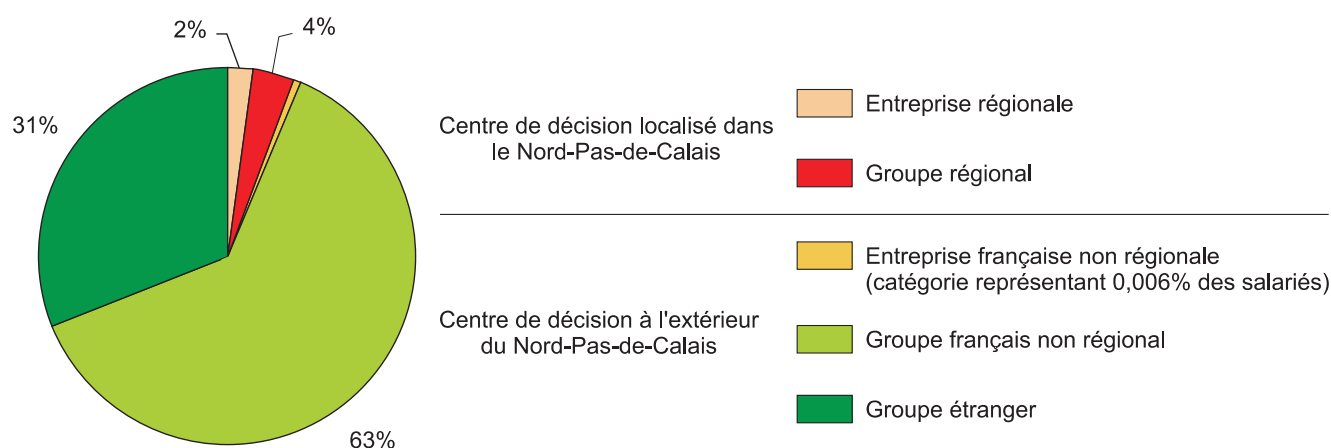 2%
4%
31%
63%
Centre de décision localisé dans
le Nord-Pas-de-Calais
Entreprise régionale
Groupe régional
Centre de décision à l'extérieur
du Nord-Pas-de-Calais
Entreprise française non régionale
(catégorie représentant 0,006% des salariés)
Groupe français non régional
Groupe étranger